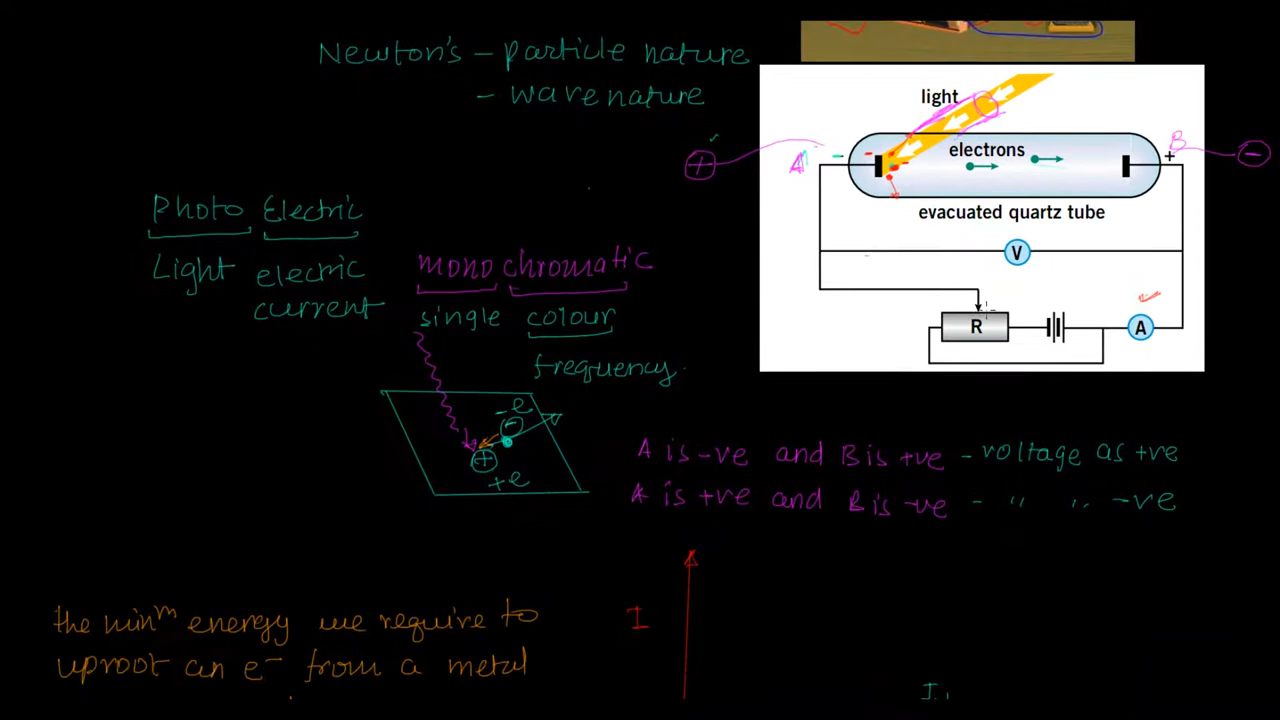 Newton's – particle nature
– wave nature
Photo Electric
Light electric
current
monochromatic
single colour
frequency.
-e
–
+
+e
the minᵐ energy we require to
uproot an e⁻ from a metal
light
electrons
evacuated quartz tube
+
A
–
B
+
–
V
R
A
A is -ve and B is +ve – voltage as +ve
A is +ve and B is -ve – " " -ve
I
I.